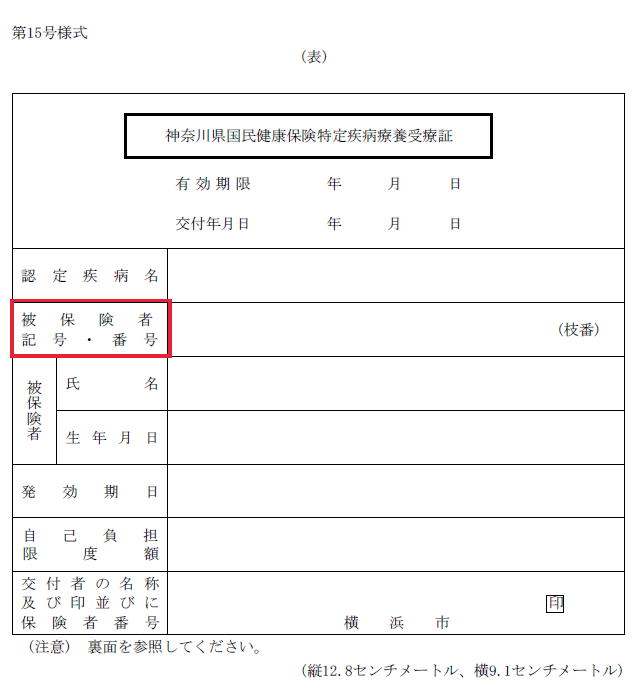 第15号様式
（表）
神奈川県国民健康保険特定疾病療養受療証
有効期限 年 月 日
交付年月日 年 月 日
認定疾病名
被保険者
記号・番号
（枝番）
被保険者
氏名
生年月日
発効期日
自己負担
限度額
交付者の名称
及び印並びに
保険者番号
横浜市
印
（注意） 裏面を参照してください。
（縦12.8センチメートル、横9.1センチメートル）